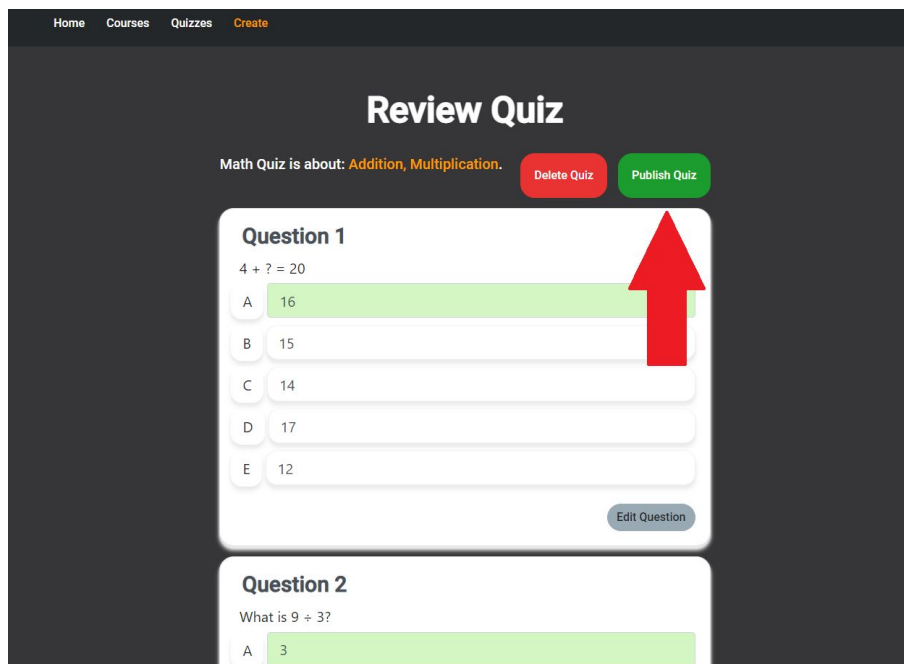 Home Courses Quizzes Create
Review Quiz
Math Quiz is about: Addition, Multiplication.
Delete Quiz
Publish Quiz
Question 1
4 + ? = 20
A 16
B 15
C 14
D 17
E 12
Edit Question
Question 2
What is 9 ÷ 3?
A 3